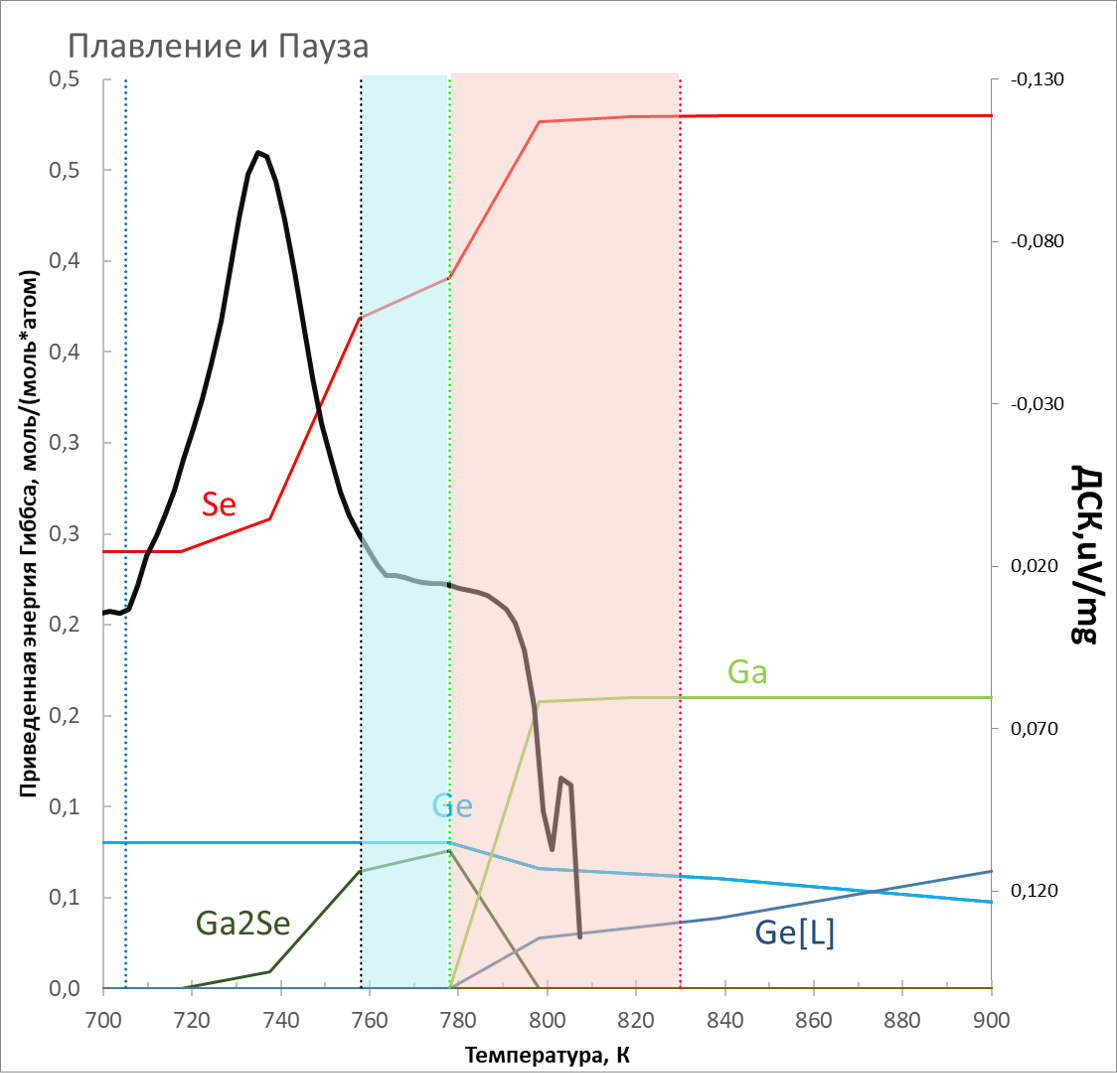 Плавление и Пауза
0,5
0,5
0,4
0,4
0,3
0,3
0,2
0,2
0,1
0,1
0,0
Приведенная энергия Гиббса, моль/(моль*атом)
-0,130
-0,080
-0,030
0,020
0,070
0,120
ДСК,uV/mg
Se
Ga
Ge
Ga2Se
Ge[L]
700 720 740 760 780 800 820 840 860 880 900
Температура, К